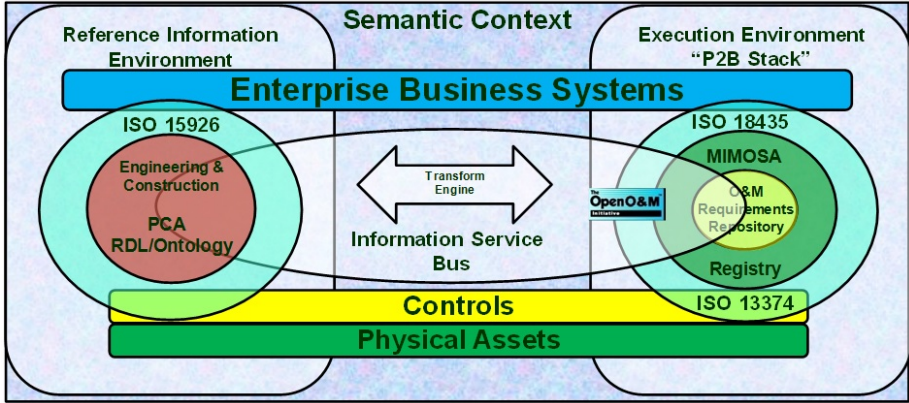 Semantic Context
Reference Information
Environment
Execution Environment
“P2B Stack”
Enterprise Business Systems
ISO 15926
Engineering &
Construction
PCA
RDL/Ontology
Transform
Engine
Information Service
Bus
The
OpenO&M™
Initiative
ISO 18435
MIMOSA
O&M
Requirements
Repository
Registry
ISO 13374
Controls
Physical Assets